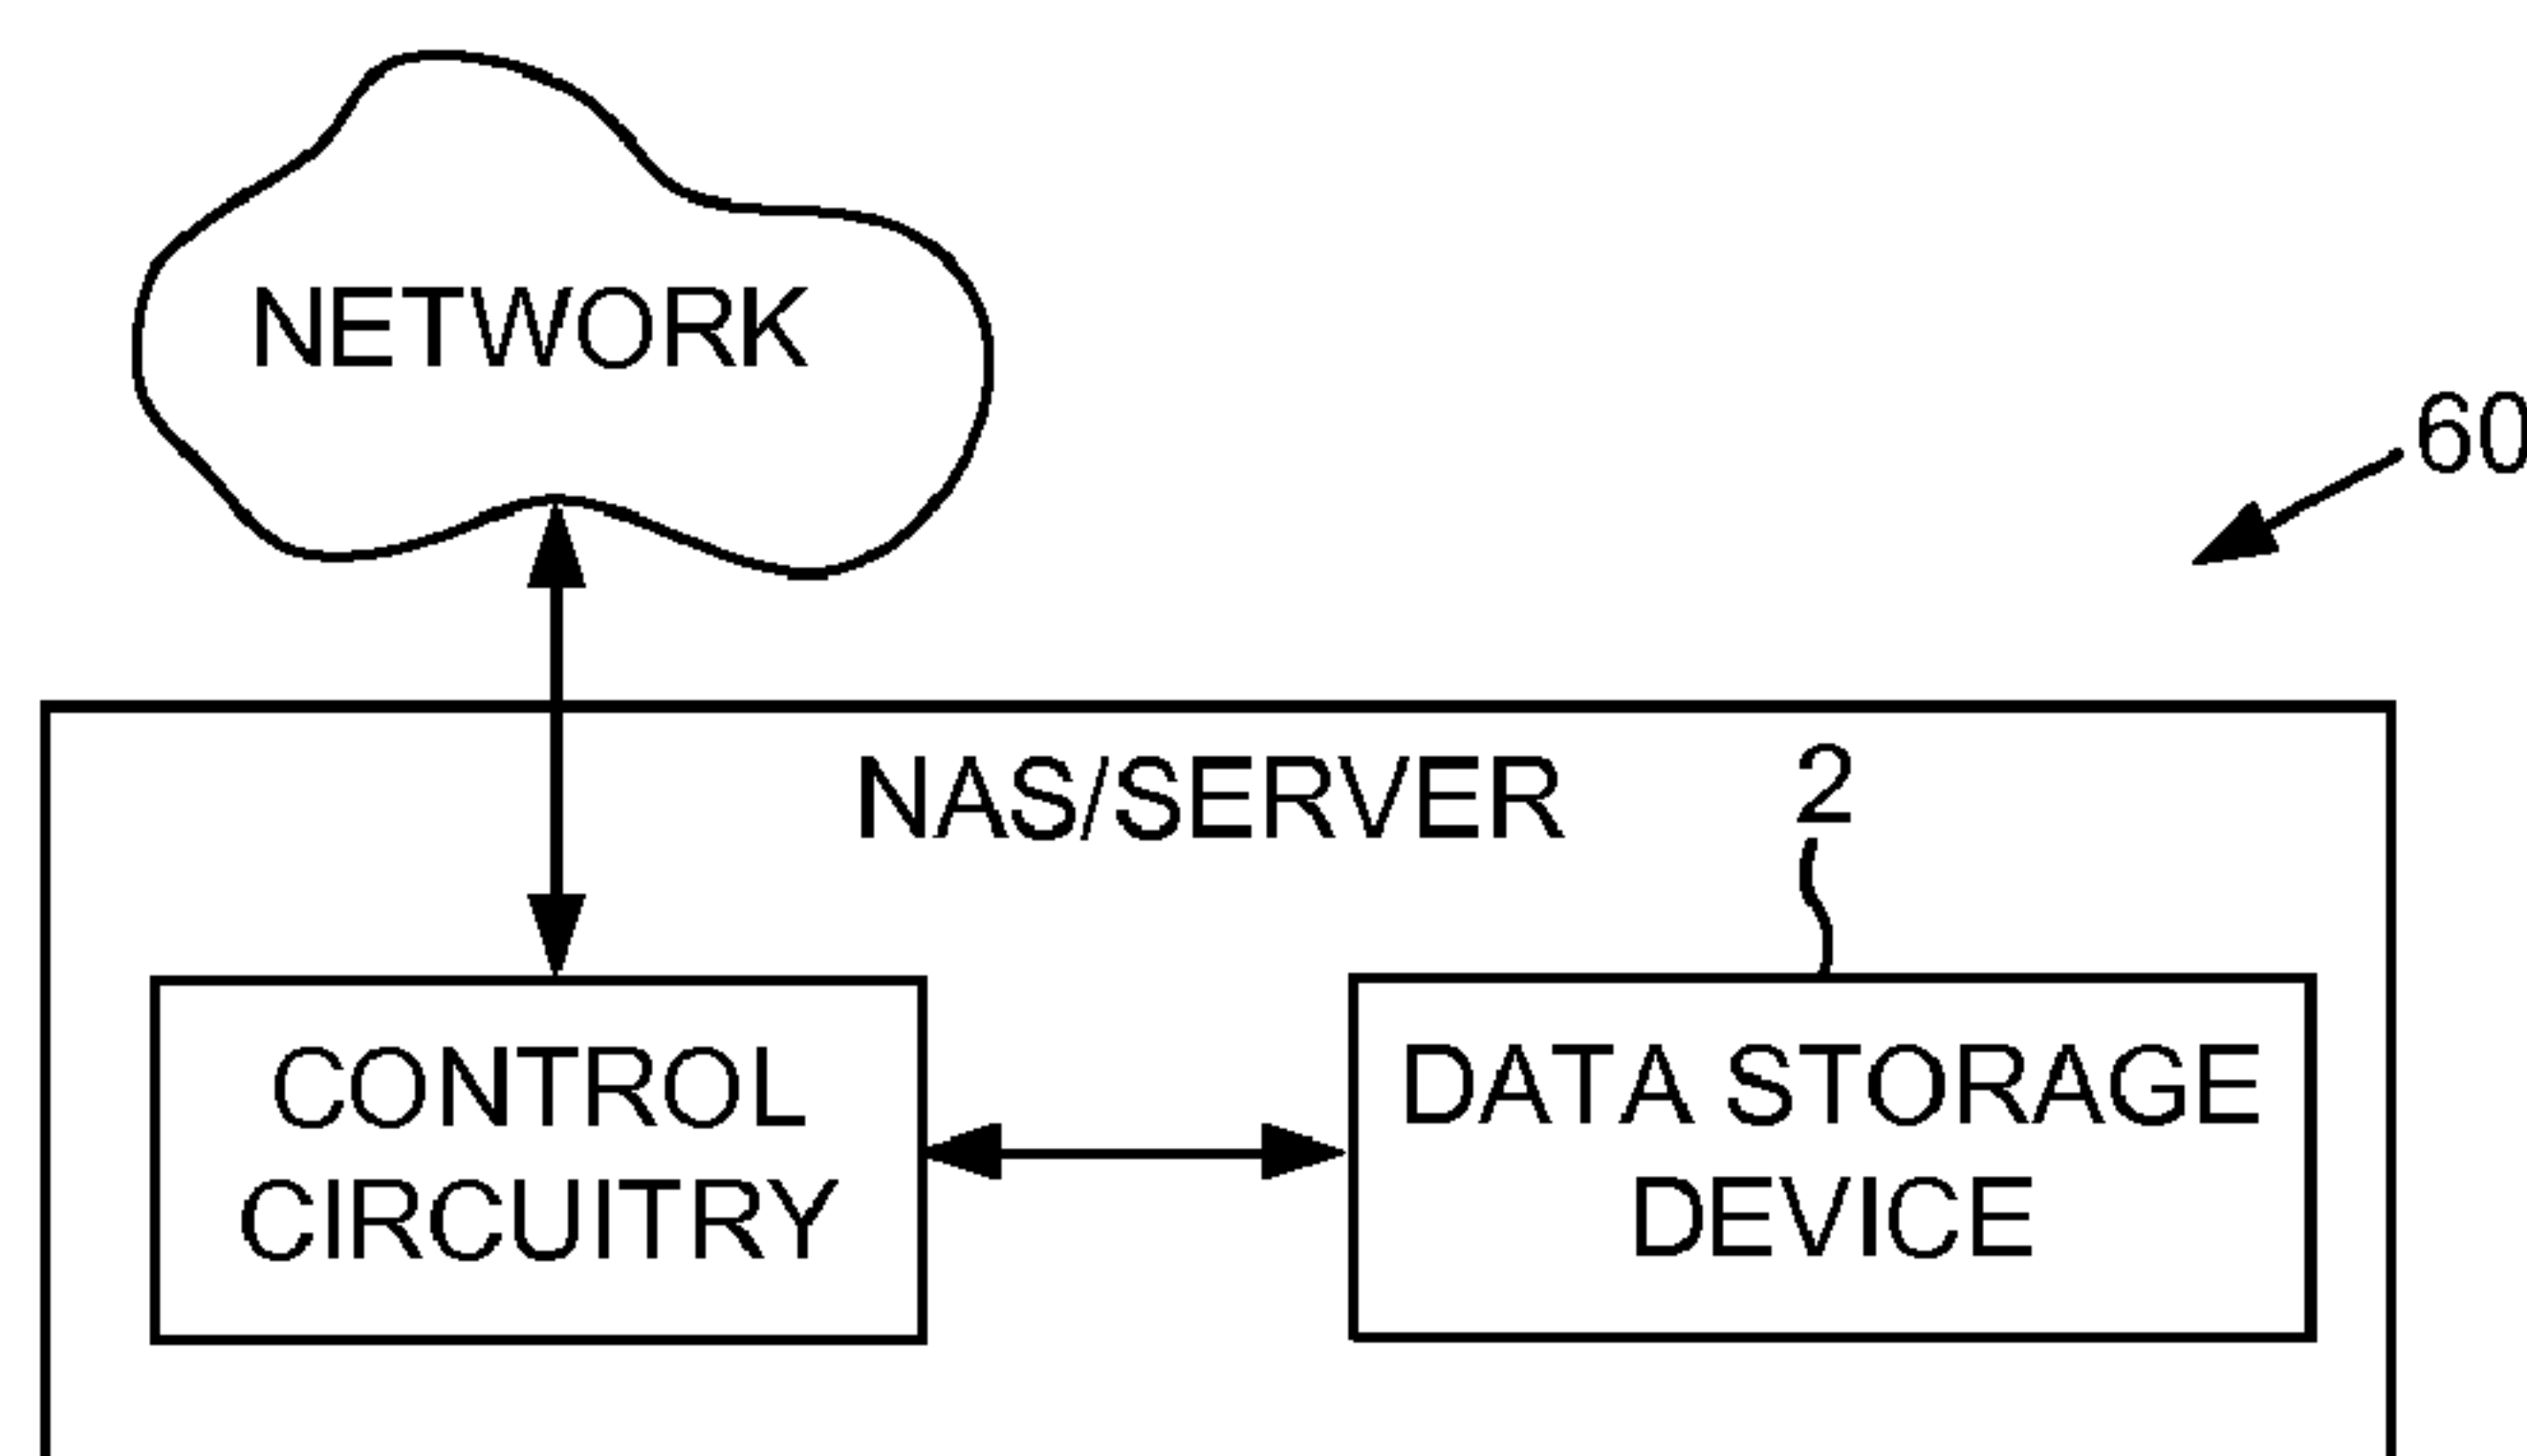 NETWORK
60
NAS/SERVER
2
CONTROL
CIRCUITRY
DATA STORAGE
DEVICE